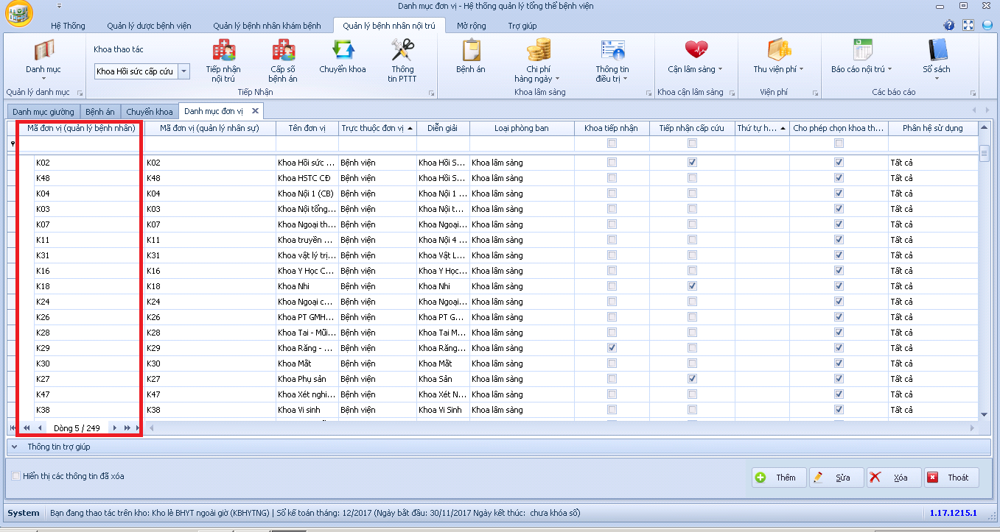 Danh mục đơn vị - Hệ thống quản lý tổng thể bệnh viện
Hệ Thống Quản lý dược bệnh viện Quản lý bệnh nhân khám bệnh Quản lý bệnh nhân nội trú Mở rộng Trợ giúp
Danh mục
Khoa thao tác
Khoa Hồi sức cấp cứu
Tiếp nhận nội trú
Cấp số bệnh án
Chuyển khoa
Thông tin PTTT
Bệnh án
Chi phí hàng ngày
Thông tin điều trị
Cận lâm sàng
Thu viện phí
Báo cáo nội trú
Sổ sách
Quản lý danh mục Tiếp Nhận Khoa lâm sàng Khoa cận lâm sàng Viện phí Các báo cáo
Danh mục giường Bệnh án Chuyển khoa Danh mục đơn vị
Mã đơn vị (quản lý bệnh nhân) Mã đơn vị (quản lý nhân sự) Tên đơn vị Trực thuộc đơn vị Diễn giải Loại phòng ban Khoa tiếp nhận Tiếp nhận cấp cứu Thứ tự h... Cho phép chọn khoa th... Phân hệ sử dụng
K02 K02 Khoa Hồi sức ... Bệnh viện Khoa Hồi S... Khoa lâm sàng Tất cả
K48 K48 Khoa HSTC CĐ Bệnh viện Khoa Hồi S... Khoa lâm sàng Tất cả
K04 K04 Khoa Nội 1 (CB) Bệnh viện Khoa Nội 1 ... Khoa lâm sàng Tất cả
K03 K03 Khoa Nội tổng... Bệnh viện Khoa Nội t... Khoa lâm sàng Tất cả
K07 K07 Khoa Ngoại th... Bệnh viện Khoa Ngoại... Khoa lâm sàng Tất cả
K11 K11 Khoa truyền ... Bệnh viện Khoa Nội 4 ... Khoa lâm sàng Tất cả
K31 K31 Khoa vật lý trị... Bệnh viện Khoa Vật L... Khoa lâm sàng Tất cả
K16 K16 Khoa Y Học C... Bệnh viện Khoa Y Học... Khoa lâm sàng Tất cả
K18 K18 Khoa Nhi Bệnh viện Khoa Nhi Khoa lâm sàng Tất cả
K24 K24 Khoa Ngoại c... Bệnh viện Khoa Ngoại... Khoa lâm sàng Tất cả
K26 K26 Khoa PT GMH... Bệnh viện Khoa PT G... Khoa lâm sàng Tất cả
K28 K28 Khoa Tai - Mũi... Bệnh viện Khoa Tai M... Khoa lâm sàng Tất cả
K29 K29 Khoa Răng - ... Bệnh viện Khoa Răng... Khoa lâm sàng Tất cả
K30 K30 Khoa Mắt Bệnh viện Khoa Mắt Khoa lâm sàng Tất cả
K27 K27 Khoa Phụ sản Bệnh viện Khoa Sản Khoa lâm sàng Tất cả
K47 K47 Khoa Xét nghi... Bệnh viện Khoa Xét N... Khoa lâm sàng Tất cả
K38 K38 Khoa Vi sinh Bệnh viện Khoa Vi Sinh Khoa lâm sàng Tất cả
Dòng 5 / 249
Thông tin trợ giúp
Hiển thị các thông tin đã xóa
Thêm Sửa Xóa Thoát
System Bạn đang thao tác trên kho: Kho lẻ BHYT ngoài giờ (KBHYTNG) | Sổ kế toán tháng: 12/2017 (Ngày bắt đầu: 30/11/2017 Ngày kết thúc: chưa khóa sổ) 1.17.1215.1